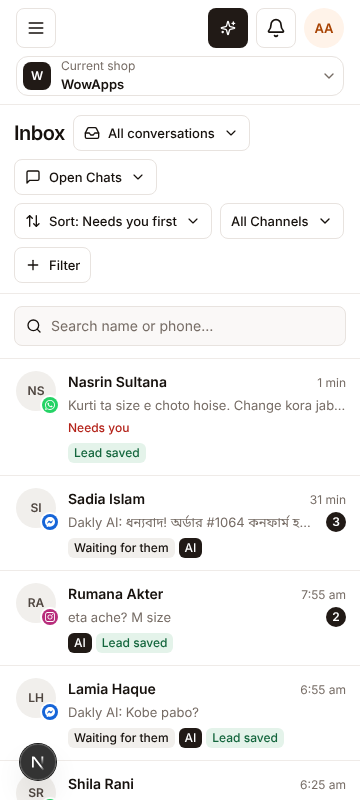 AA
W
Current shop
WowApps
Inbox
All conversations
Open Chats
Sort: Needs you first
All Channels
Filter
Search name or phone...
NS
Nasrin Sultana
1 min
Kurti ta size e choto hoise. Change kora jab...
Needs you
Lead saved
SI
Sadia Islam
31 min
Dakly AI: ধন্যবাদ! অর্ডার #1064 কনফার্ম হ...
3
Waiting for them
AI
RA
Rumana Akter
7:55 am
eta ache? M size
2
AI
Lead saved
LH
Lamia Haque
6:55 am
Dakly AI: Kobe pabo?
Waiting for them
AI
Lead saved
N
SR
Shila Rani
6:25 am